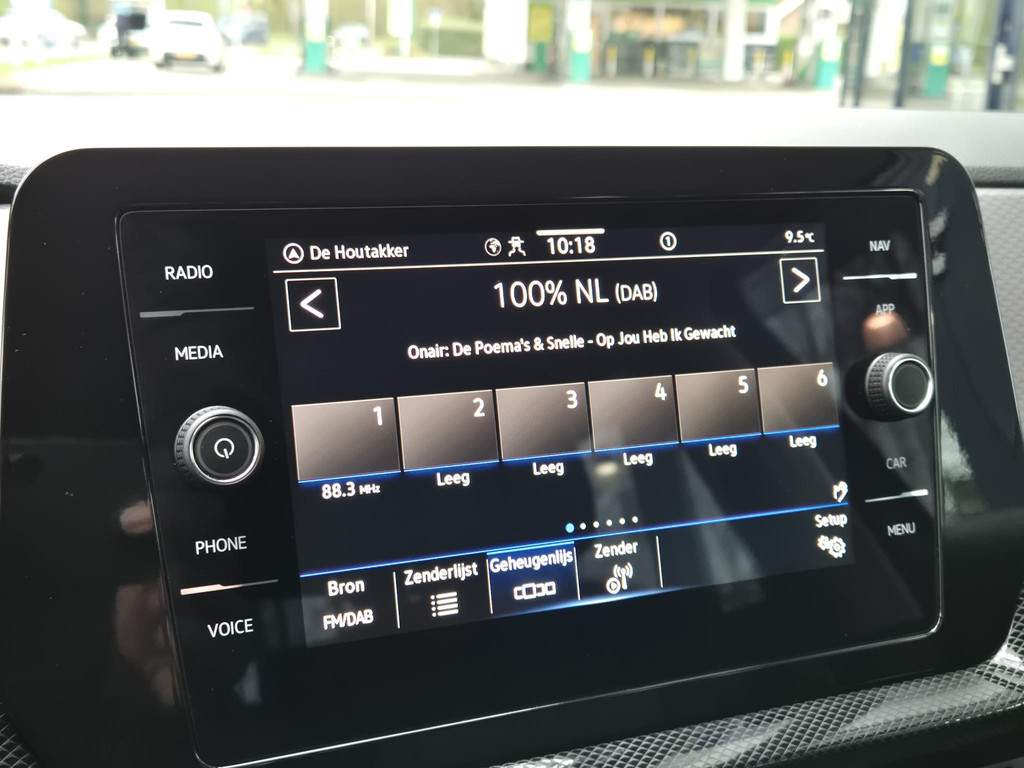 De Houtakker
10:18
1
9.5°C
RADIO
MEDIA
PHONE
VOICE
100% NL (DAB)
Onair: De Poema's & Snelle - Op Jou Heb Ik Gewacht
1 2 3 4 5 6
88.3 MHz Leeg Leeg Leeg Leeg Leeg
Setup
Bron
FM/DAB
Zenderlijst
Geheugenlijs
Zender
NAV
APP
CAR
MENU